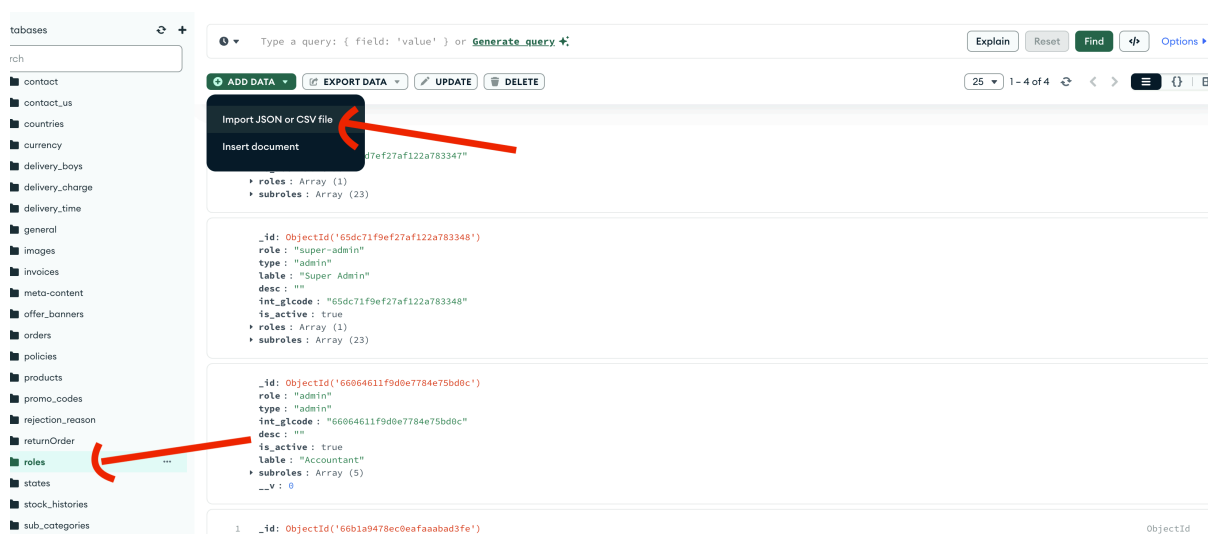 tabases
Type a query: { field: 'value' } or Generate query
Explain
Reset
Find
</>
Options
rch
ADD DATA
EXPORT DATA
UPDATE
DELETE
25
1 – 4 of 4
{}
Import JSON or CSV file
Insert document
contact
contact_us
countries
currency
delivery_boys
delivery_charge
delivery_time
general
images
invoices
meta-content
offer_banners
orders
policies
products
promo_codes
rejection_reason
returnOrder
roles
states
stock_histories
sub_categories
d7ef27af122a783347"
roles : Array (1)
subroles : Array (23)
_id: ObjectId('65dc71f9ef27af122a783348')
role : "super-admin"
type : "admin"
lable : "Super Admin"
desc : ""
int_glcode : "65dc71f9ef27af122a783348"
is_active : true
roles : Array (1)
subroles : Array (23)
_id: ObjectId('66064611f9d0e7784e75bd0c')
role : "admin"
type : "admin"
int_glcode : "66064611f9d0e7784e75bd0c"
desc : ""
is_active : true
lable : "Accountant"
subroles : Array (5)
__v : 0
1 _id: ObjectId('66b1a9478ec0eafaaabad3fe') ObjectId